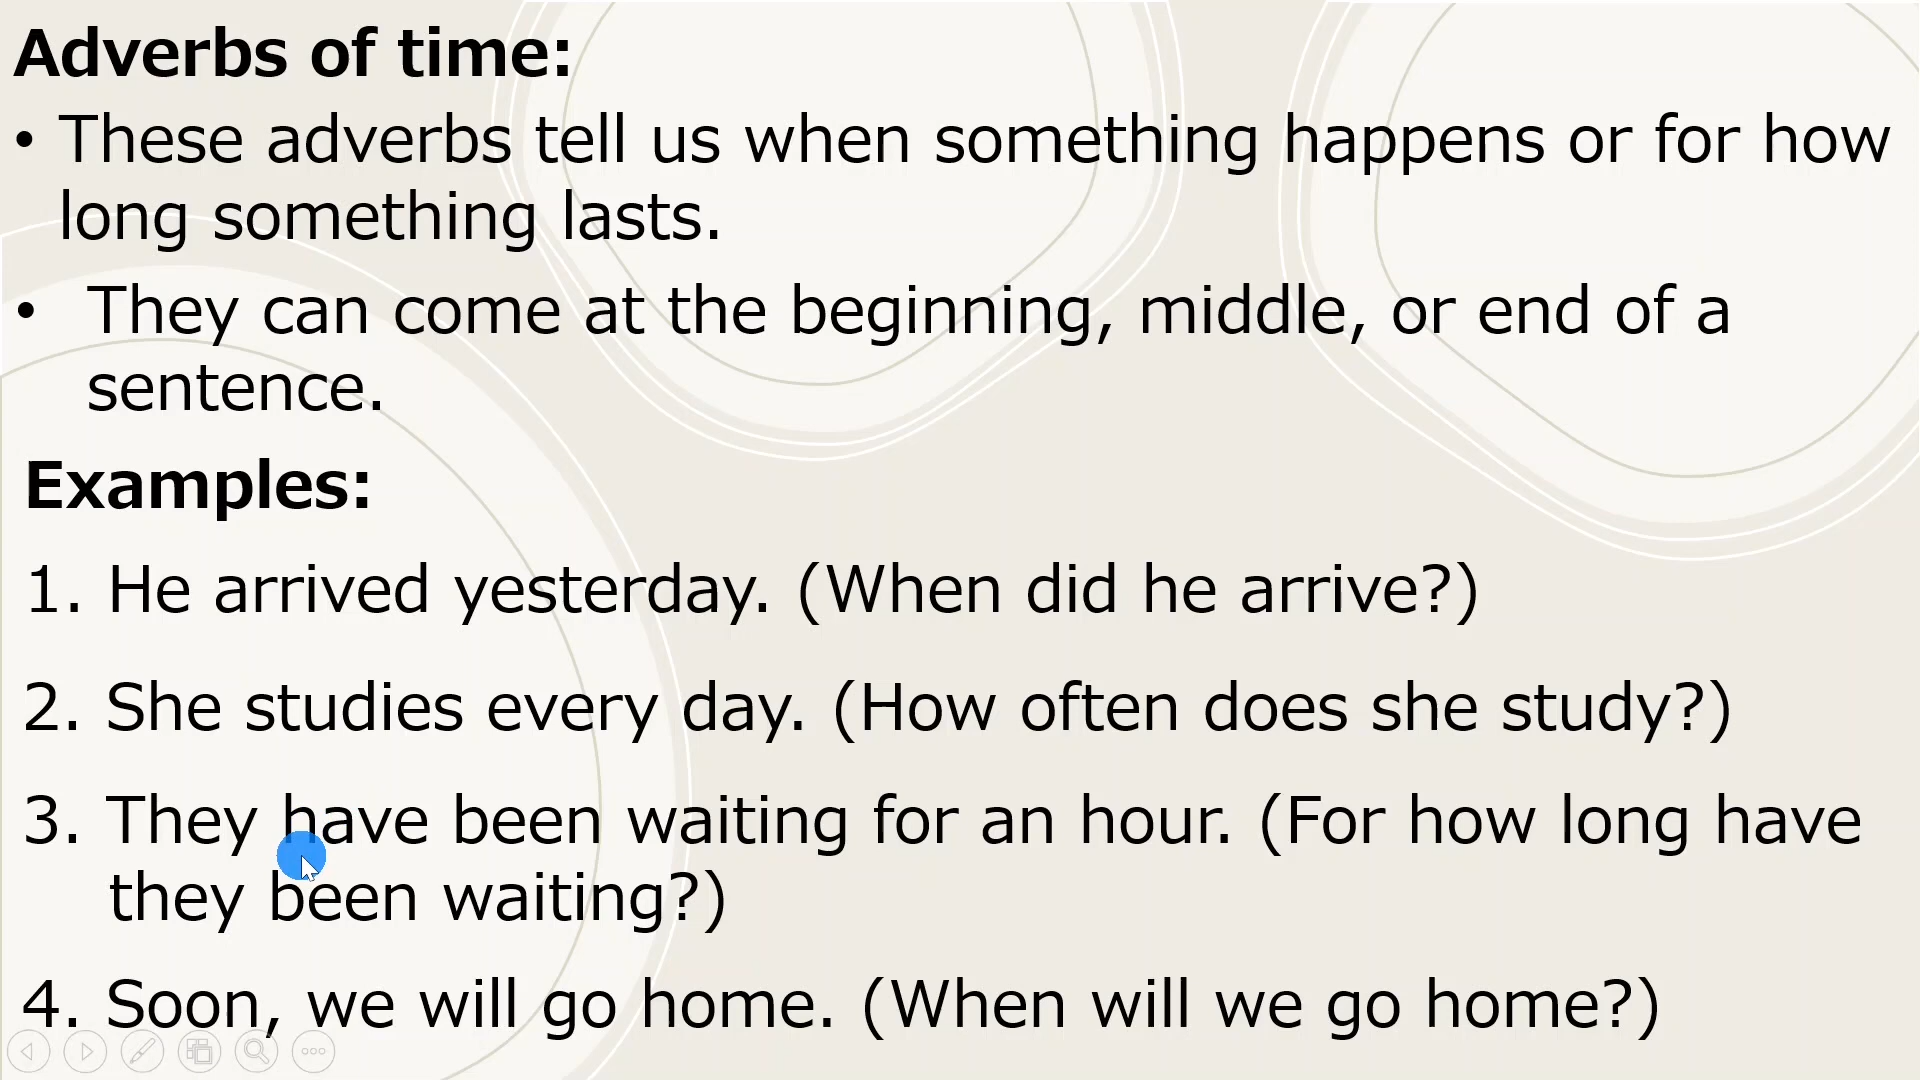 Adverbs of time:
• These adverbs tell us when something happens or for how
long something lasts.
• They can come at the beginning, middle, or end of a
sentence.
Examples:
1. He arrived yesterday. (When did he arrive?)
2. She studies every day. (How often does she study?)
3. They have been waiting for an hour. (For how long have
they been waiting?)
4. Soon, we will go home. (When will we go home?)